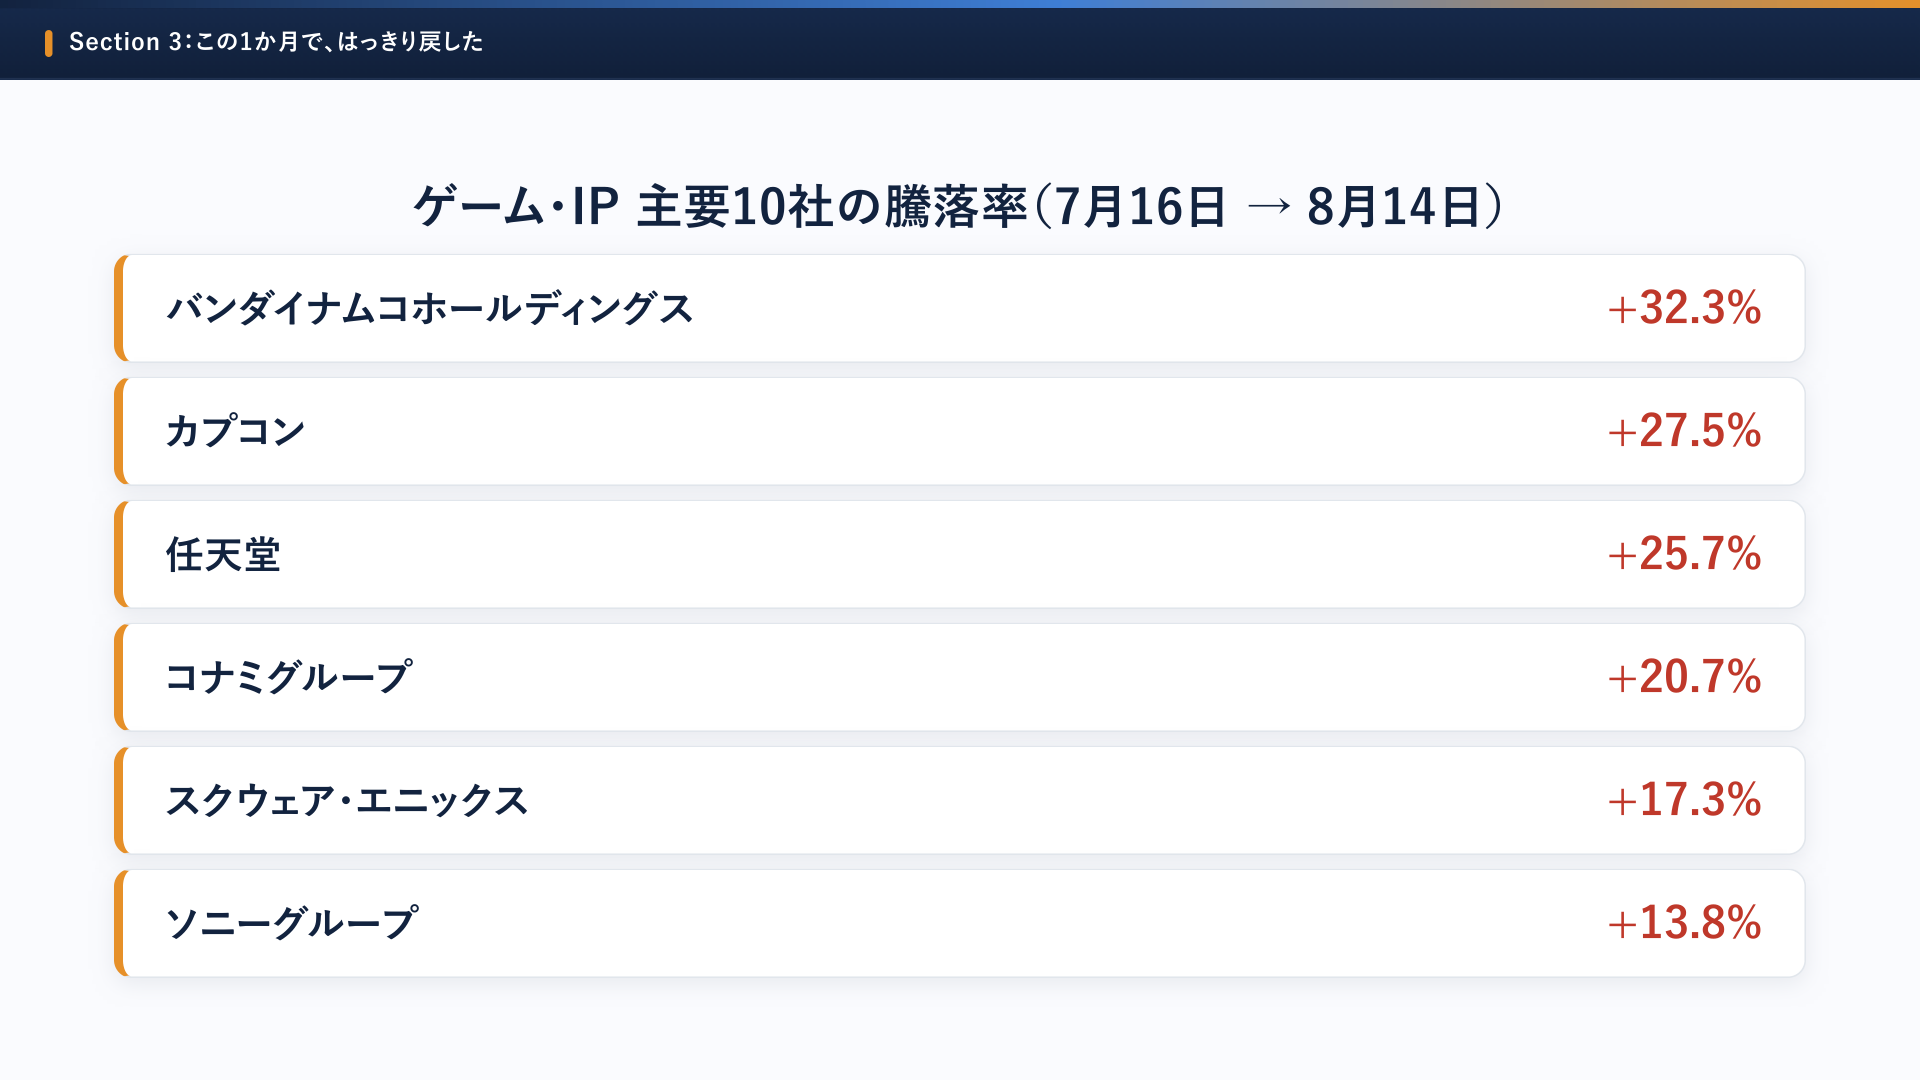 Section 3：この1か月で、はっきり戻した
ゲーム・IP 主要10社の騰落率（7月16日 → 8月14日）
バンダイナムコホールディングス +32.3%
カプコン +27.5%
任天堂 +25.7%
コナミグループ +20.7%
スクウェア・エニックス +17.3%
ソニーグループ +13.8%